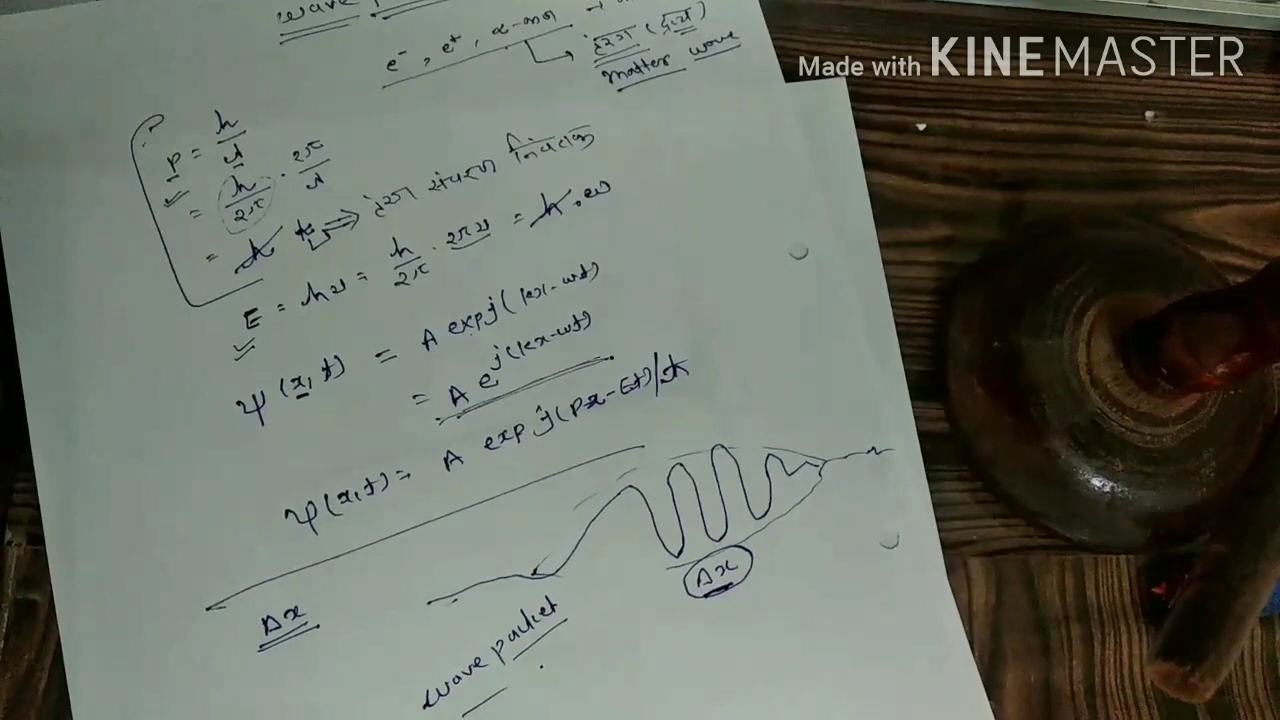 Made with KINEMASTER
wave
e⁻, e⁺, α-कण
तरंग (द्रव्य)
matter wave
p = h/λ
= h/2π . 2π/λ
= ħ k ⇒ तरंग संचरण नियतांक
E = hν = h/2π . 2πν = ħ.ω
ψ(x,t) = A exp j(kx-ωt)
= A e^j(kx-ωt)
ψ(x,t) = A exp j(px-Et)/ħ
Δx
Δx
wave packet